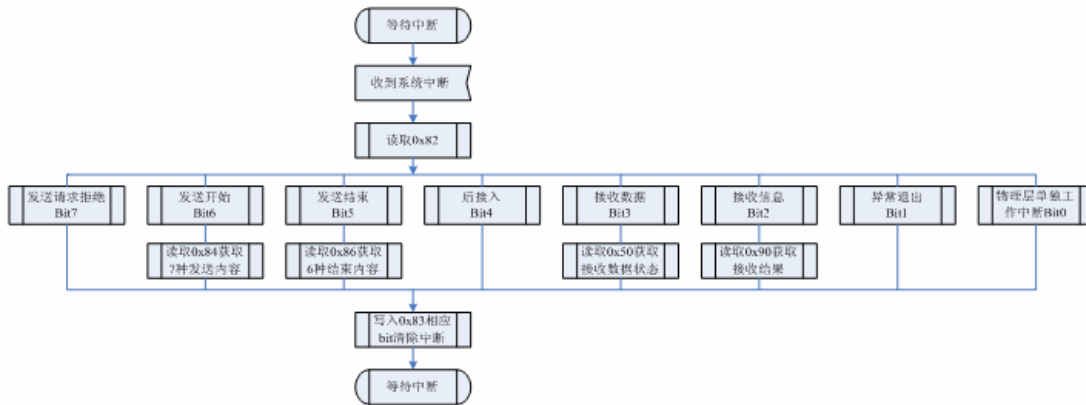 等待中断
收到系统中断
读取0x82
发送请求拒绝
Bit7
发送开始
Bit6
发送结束
Bit5
后接入
Bit4
接收数据
Bit3
接收信息
Bit2
异常退出
Bit1
物理层单独工
作中断Bit0
读取0x84获取
7种发送内容
读取0x86获取
6种结束内容
读取0x50获取
接收数据状态
读取0x90获取
接收结果
写入0x83相应
bit清除中断
等待中断